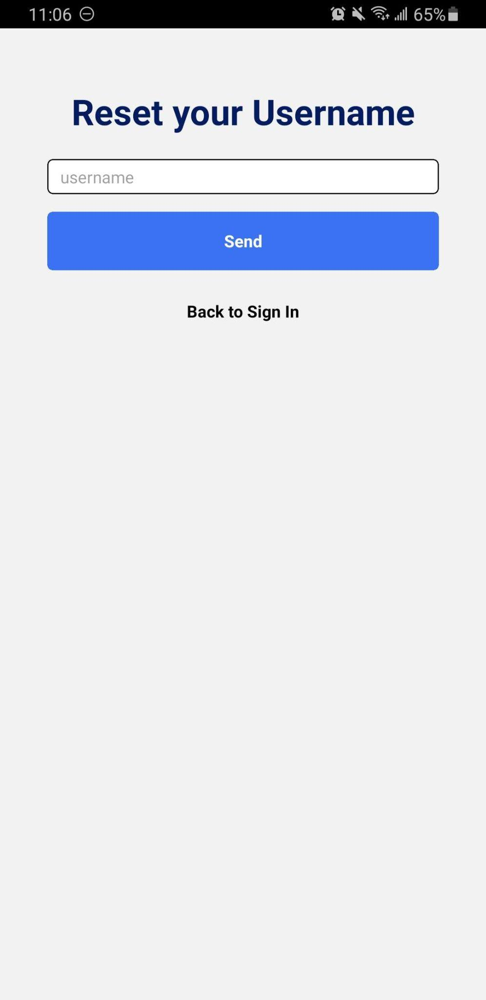 11:06 65%
Reset your Username
username
Send
Back to Sign In